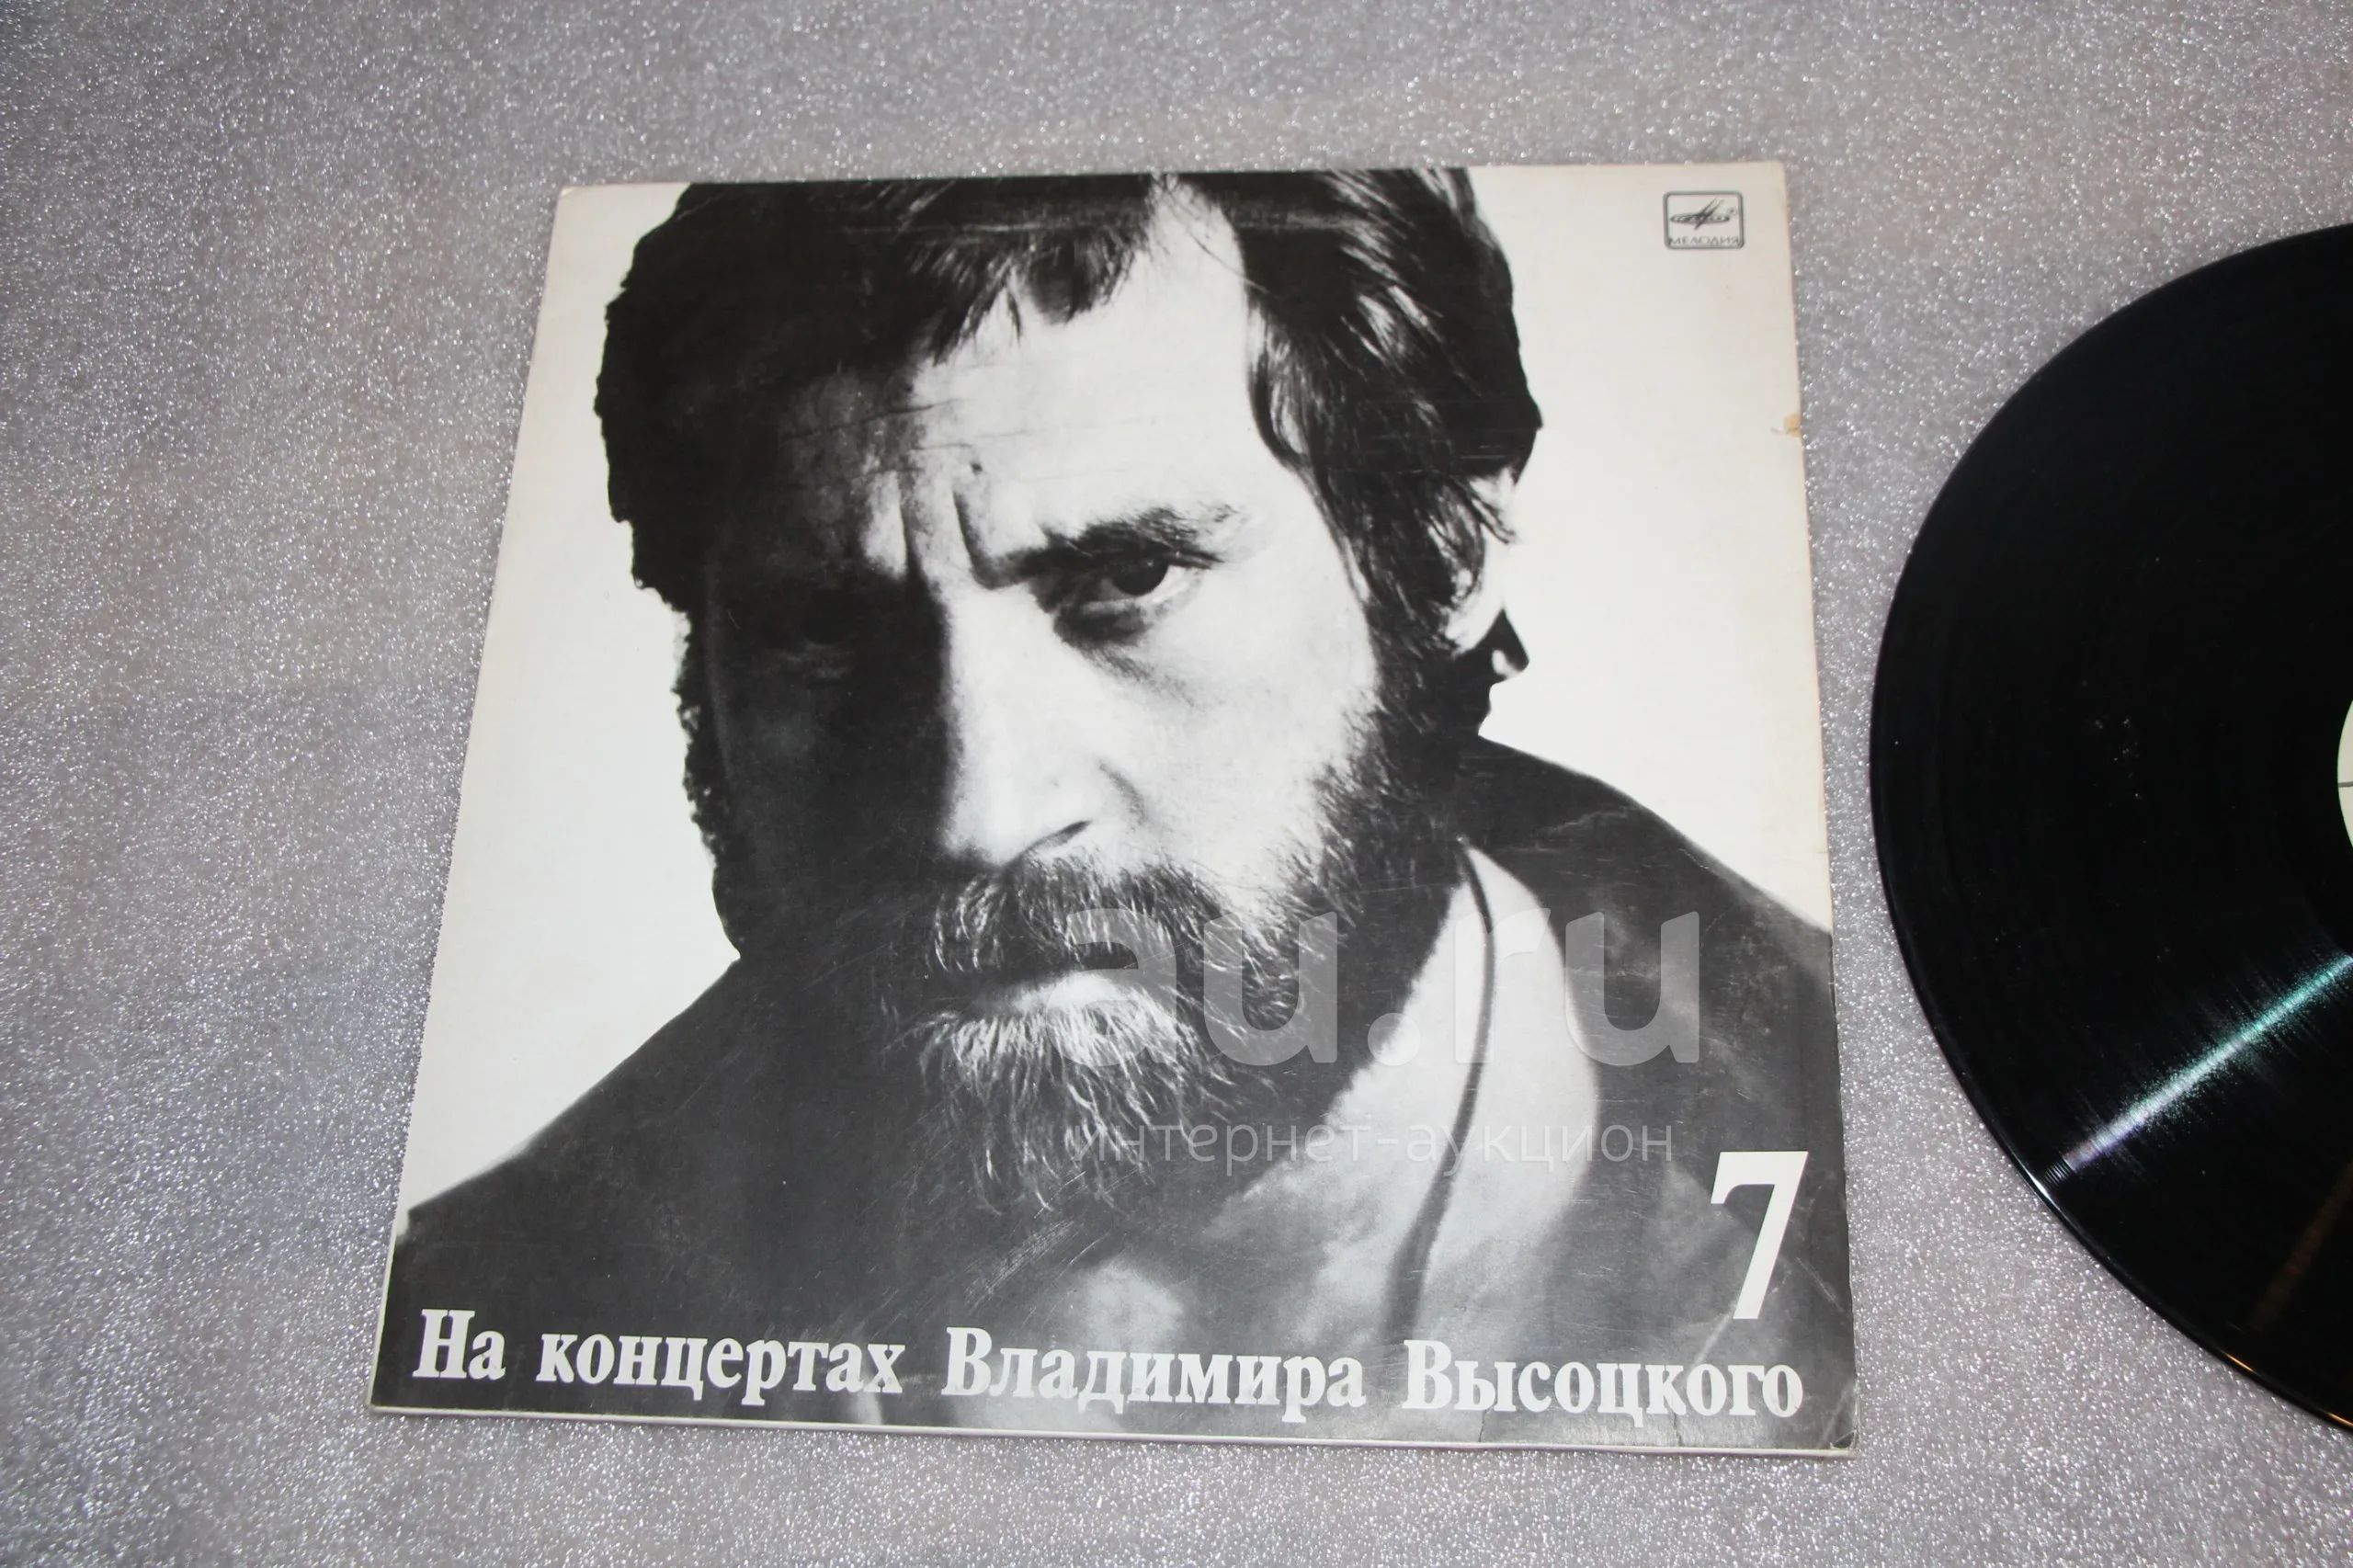 МЕЛОДИЯ
au.ru
интернет-аукцион
7
На концертах Владимира Высоцкого